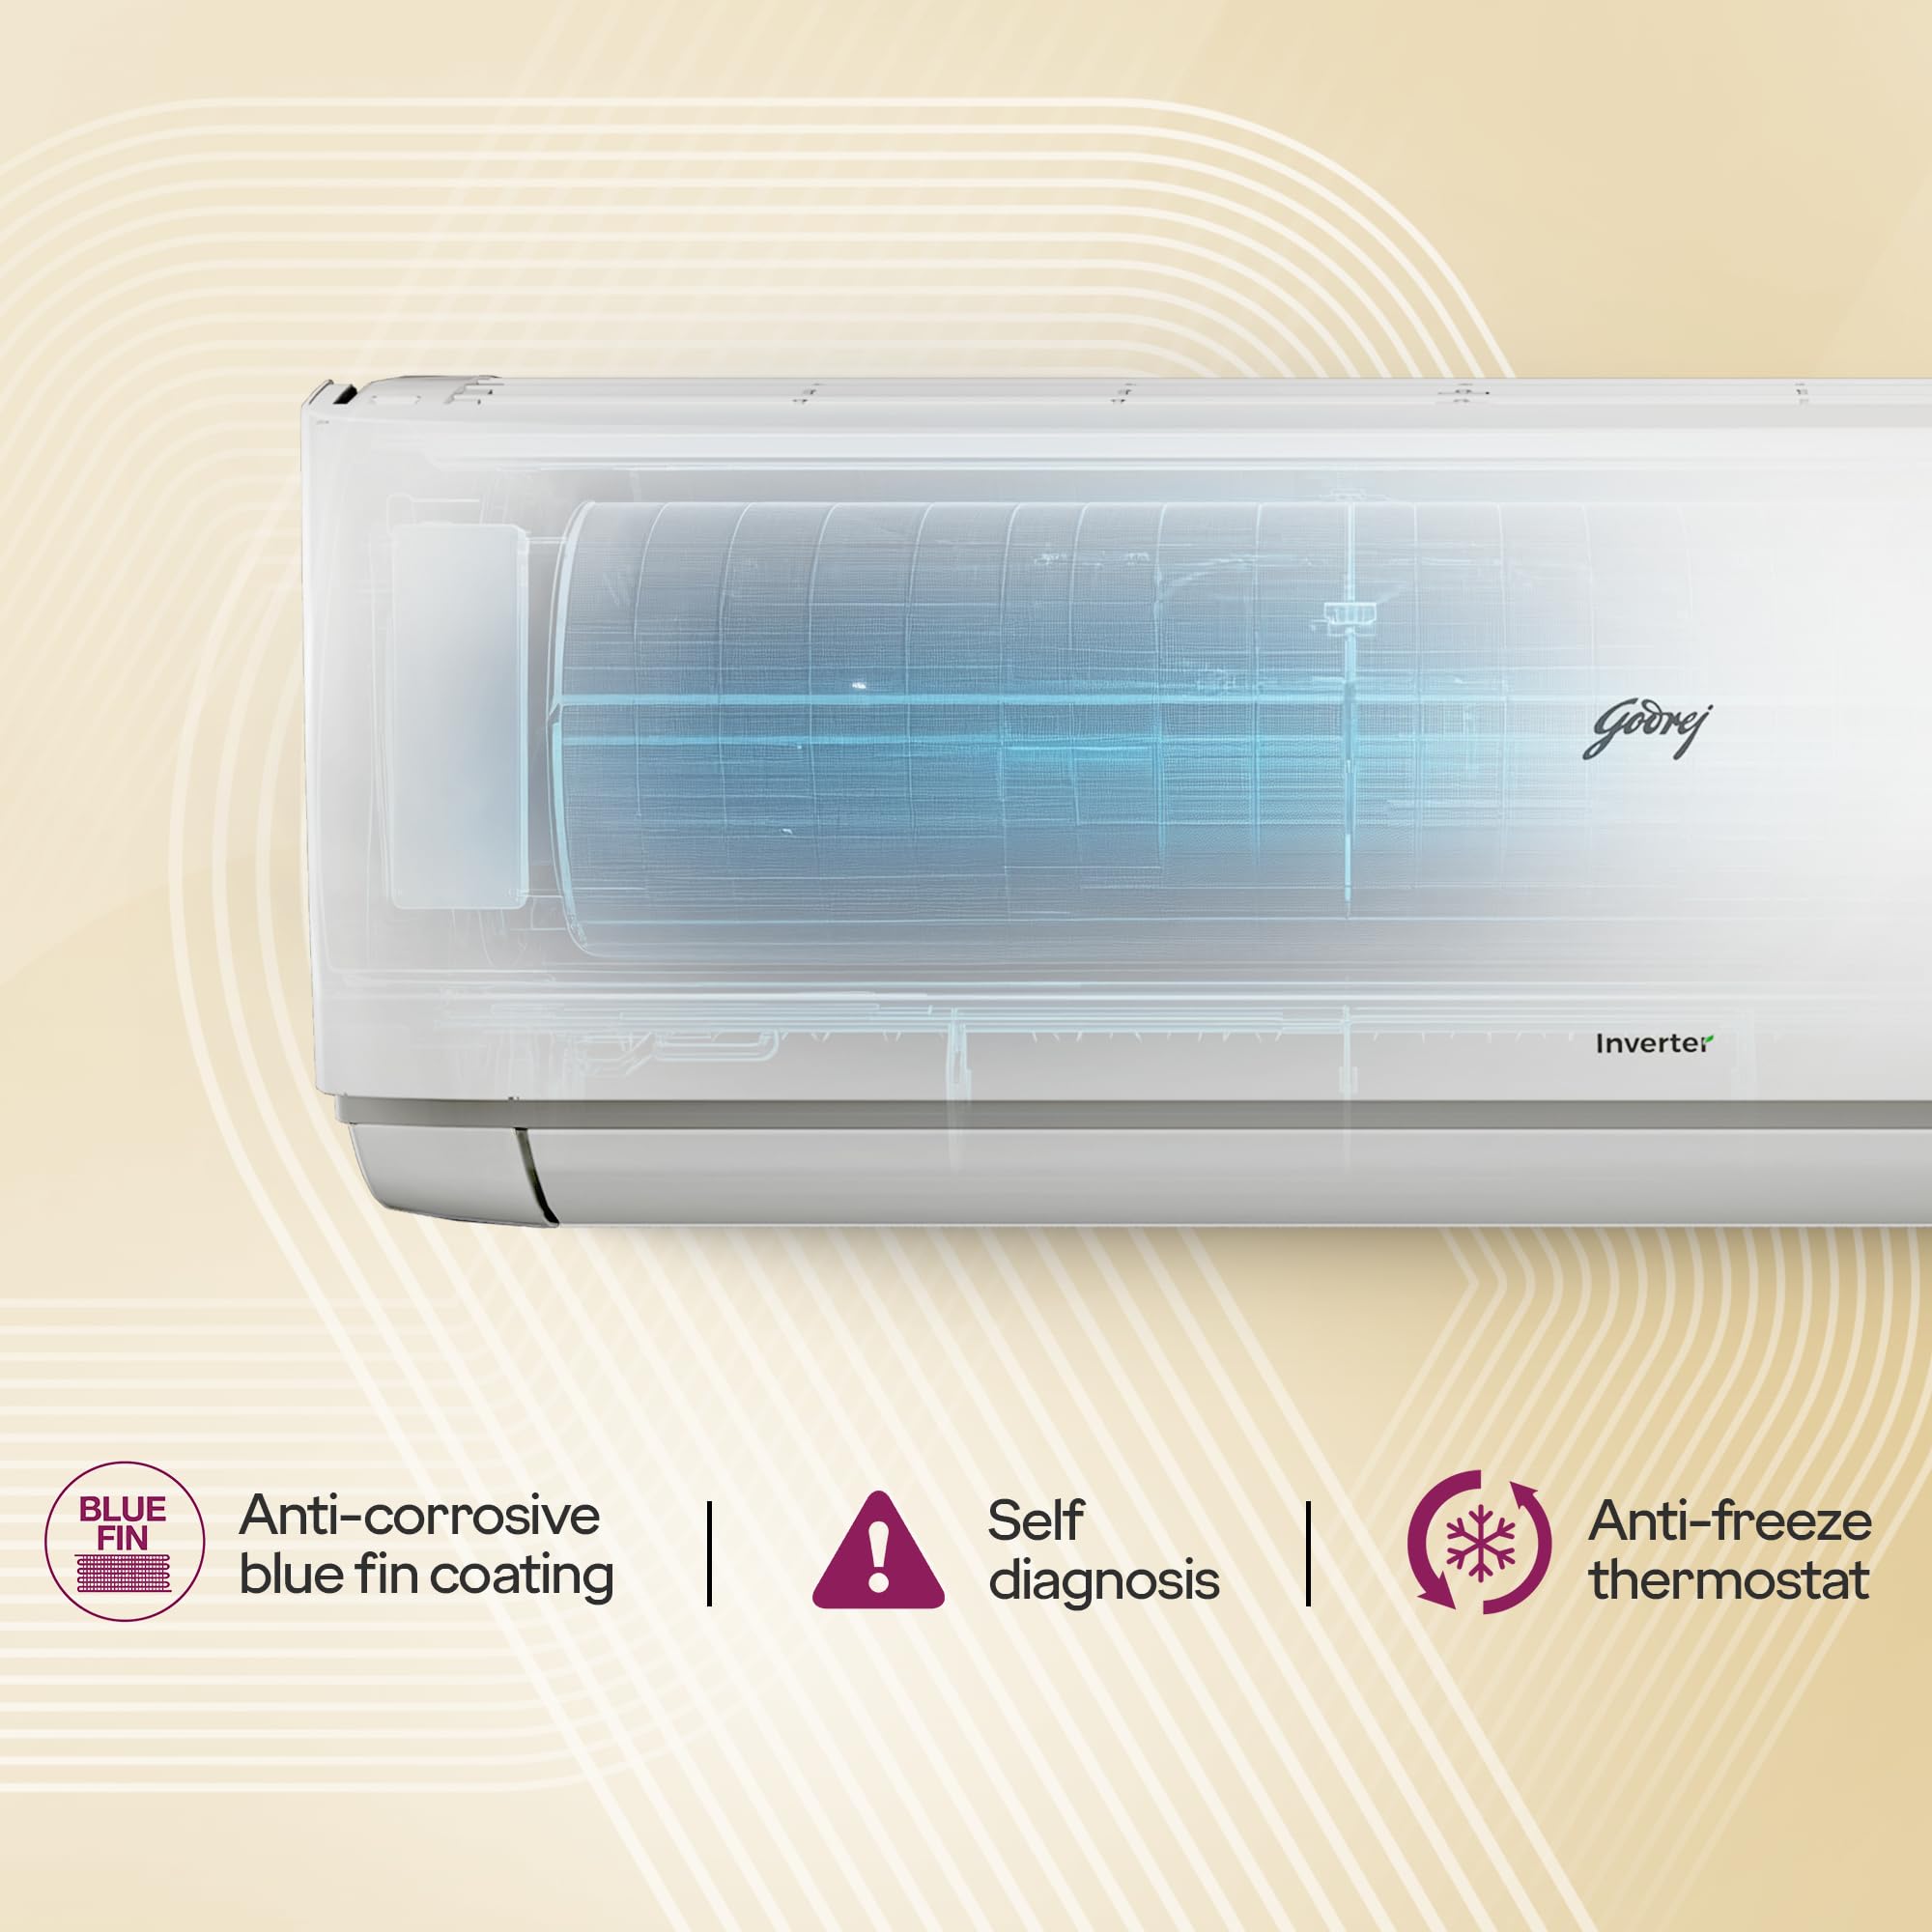 Godrej
Inverter
BLUE
FIN
Anti-corrosive
blue fin coating
Self
diagnosis
Anti-freeze
thermostat